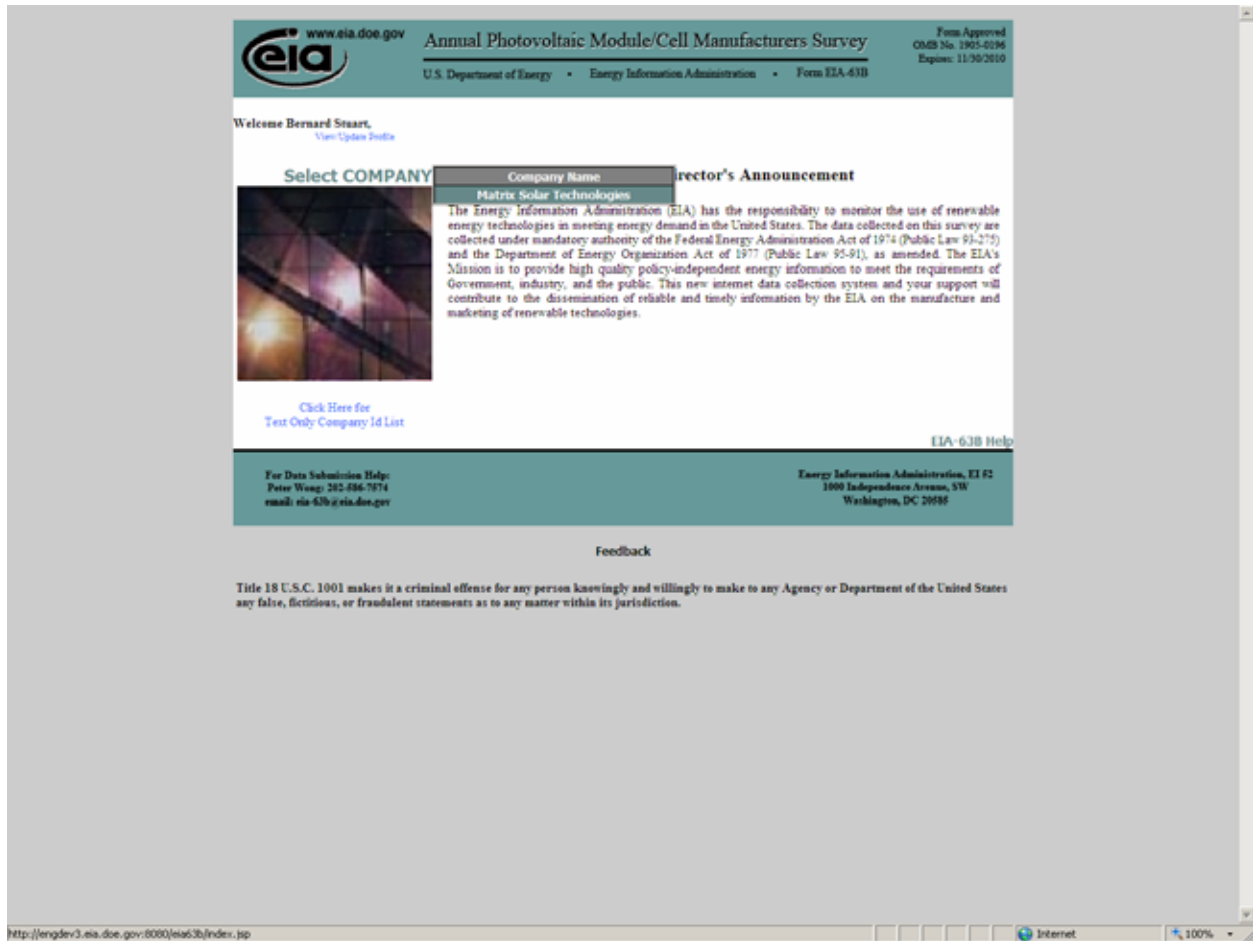 www.eia.doe.gov
eia
Annual Photovoltaic Module/Cell Manufacturers Survey
U.S. Department of Energy • Energy Information Administration • Form EIA-63B
Form Approved
OMB No. 1905-0196
Expires: 11/30/2010
Welcome Bernard Stuart,
View/Update Profile
Select COMPANY
Company Name
Matrix Solar Technologies
irector's Announcement
The Energy Information Administration (EIA) has the responsibility to monitor the use of renewable
energy technologies in meeting energy demand in the United States. The data collected on this survey are
collected under mandatory authority of the Federal Energy Administration Act of 1974 (Public Law 93-275)
and the Department of Energy Organization Act of 1977 (Public Law 95-91), as amended. The EIA's
Mission is to provide high quality policy-independent energy information to meet the requirements of
Government, industry, and the public. This new internet data collection system and your support will
contribute to the dissemination of reliable and timely information by the EIA on the manufacture and
marketing of renewable technologies.
Click Here for
Text Only Company Id List
EIA-63B Help
For Data Submission Help:
Peter Wong: 202-586-7574
email: eia-63b@eia.doe.gov
Energy Information Administration, EI 52
1000 Independence Avenue, SW
Washington, DC 20585
Feedback
Title 18 U.S.C. 1001 makes it a criminal offense for any person knowingly and willingly to make to any Agency or Department of the United States
any false, fictitious, or fraudulent statements as to any matter within its jurisdiction.
http://engdev3.eia.doe.gov:8080/eia63b/index.jsp
Internet
100%